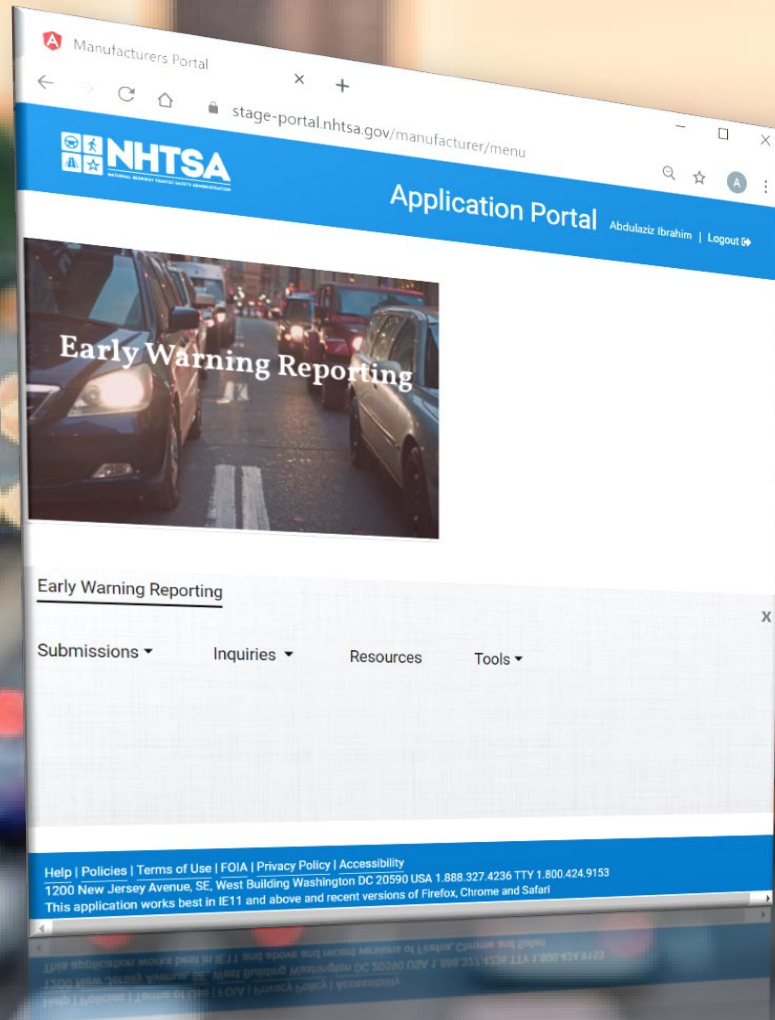 Manufacturers Portal
stage-portal.nhtsa.gov/manufacturer/menu
A
NHTSA
NATIONAL HIGHWAY TRAFFIC SAFETY ADMINISTRATION
Application Portal Abdulaziz Ibrahim | Logout
Early Warning Reporting
Early Warning Reporting
X
Submissions Inquiries Resources Tools
Help | Policies | Terms of Use | FOIA | Privacy Policy | Accessibility
1200 New Jersey Avenue, SE, West Building Washington DC 20590 USA 1.888.327.4236 TTY 1.800.424.9153
This application works best in IE11 and above and recent versions of Firefox, Chrome and Safari